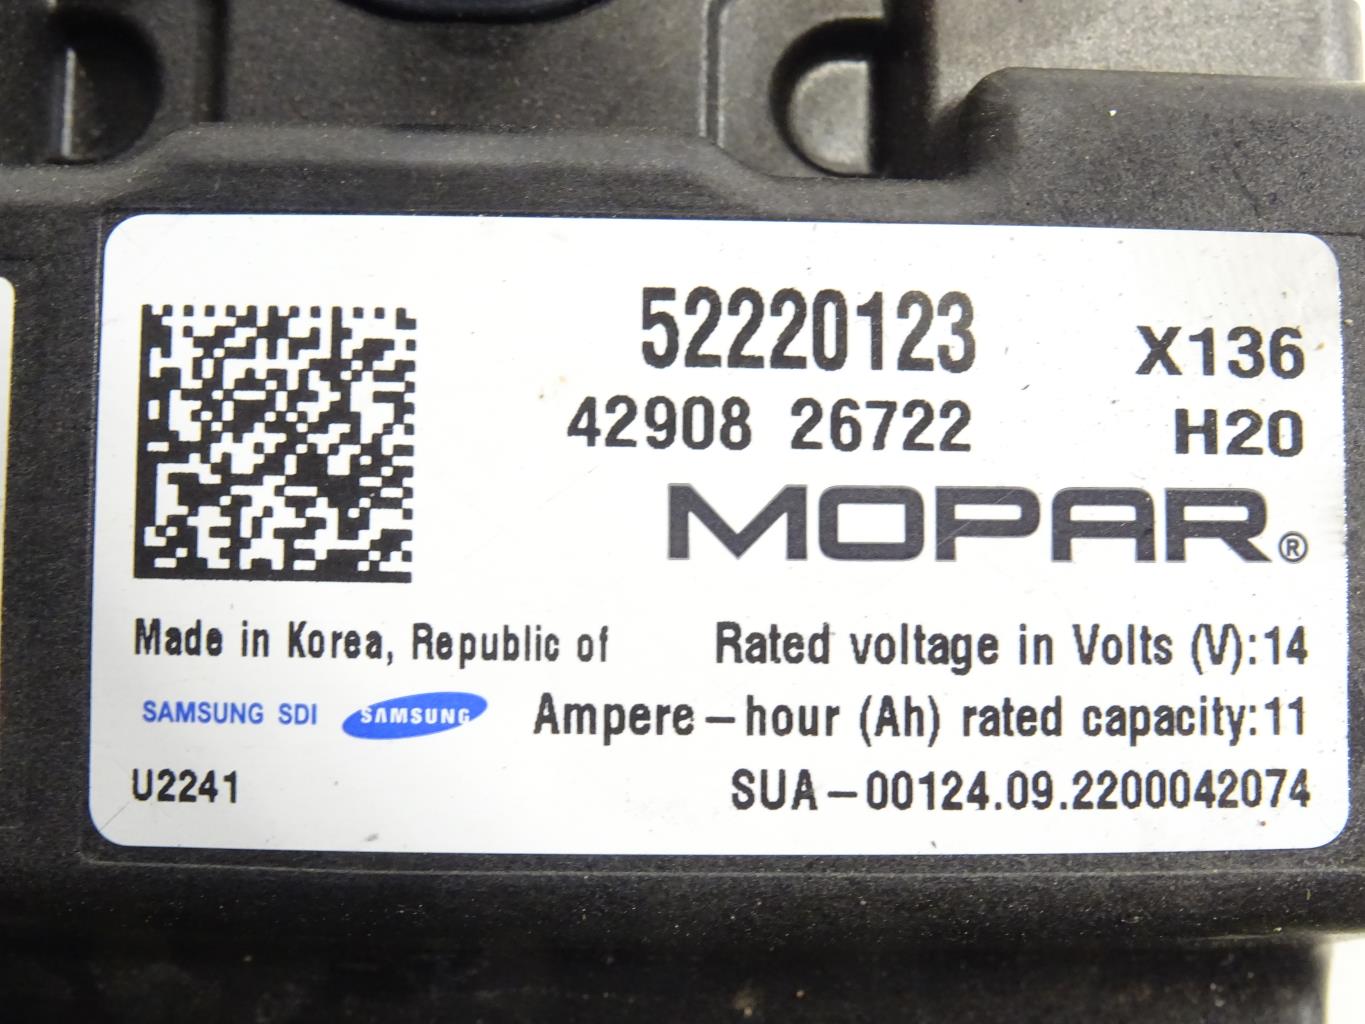 52220123 X136
42908 26722 H20
MOPAR®
Made in Korea, Republic of Rated voltage in Volts (V):14
SAMSUNG SDI SAMSUNG Ampere-hour (Ah) rated capacity:11
U2241 SUA-00124.09.2200042074